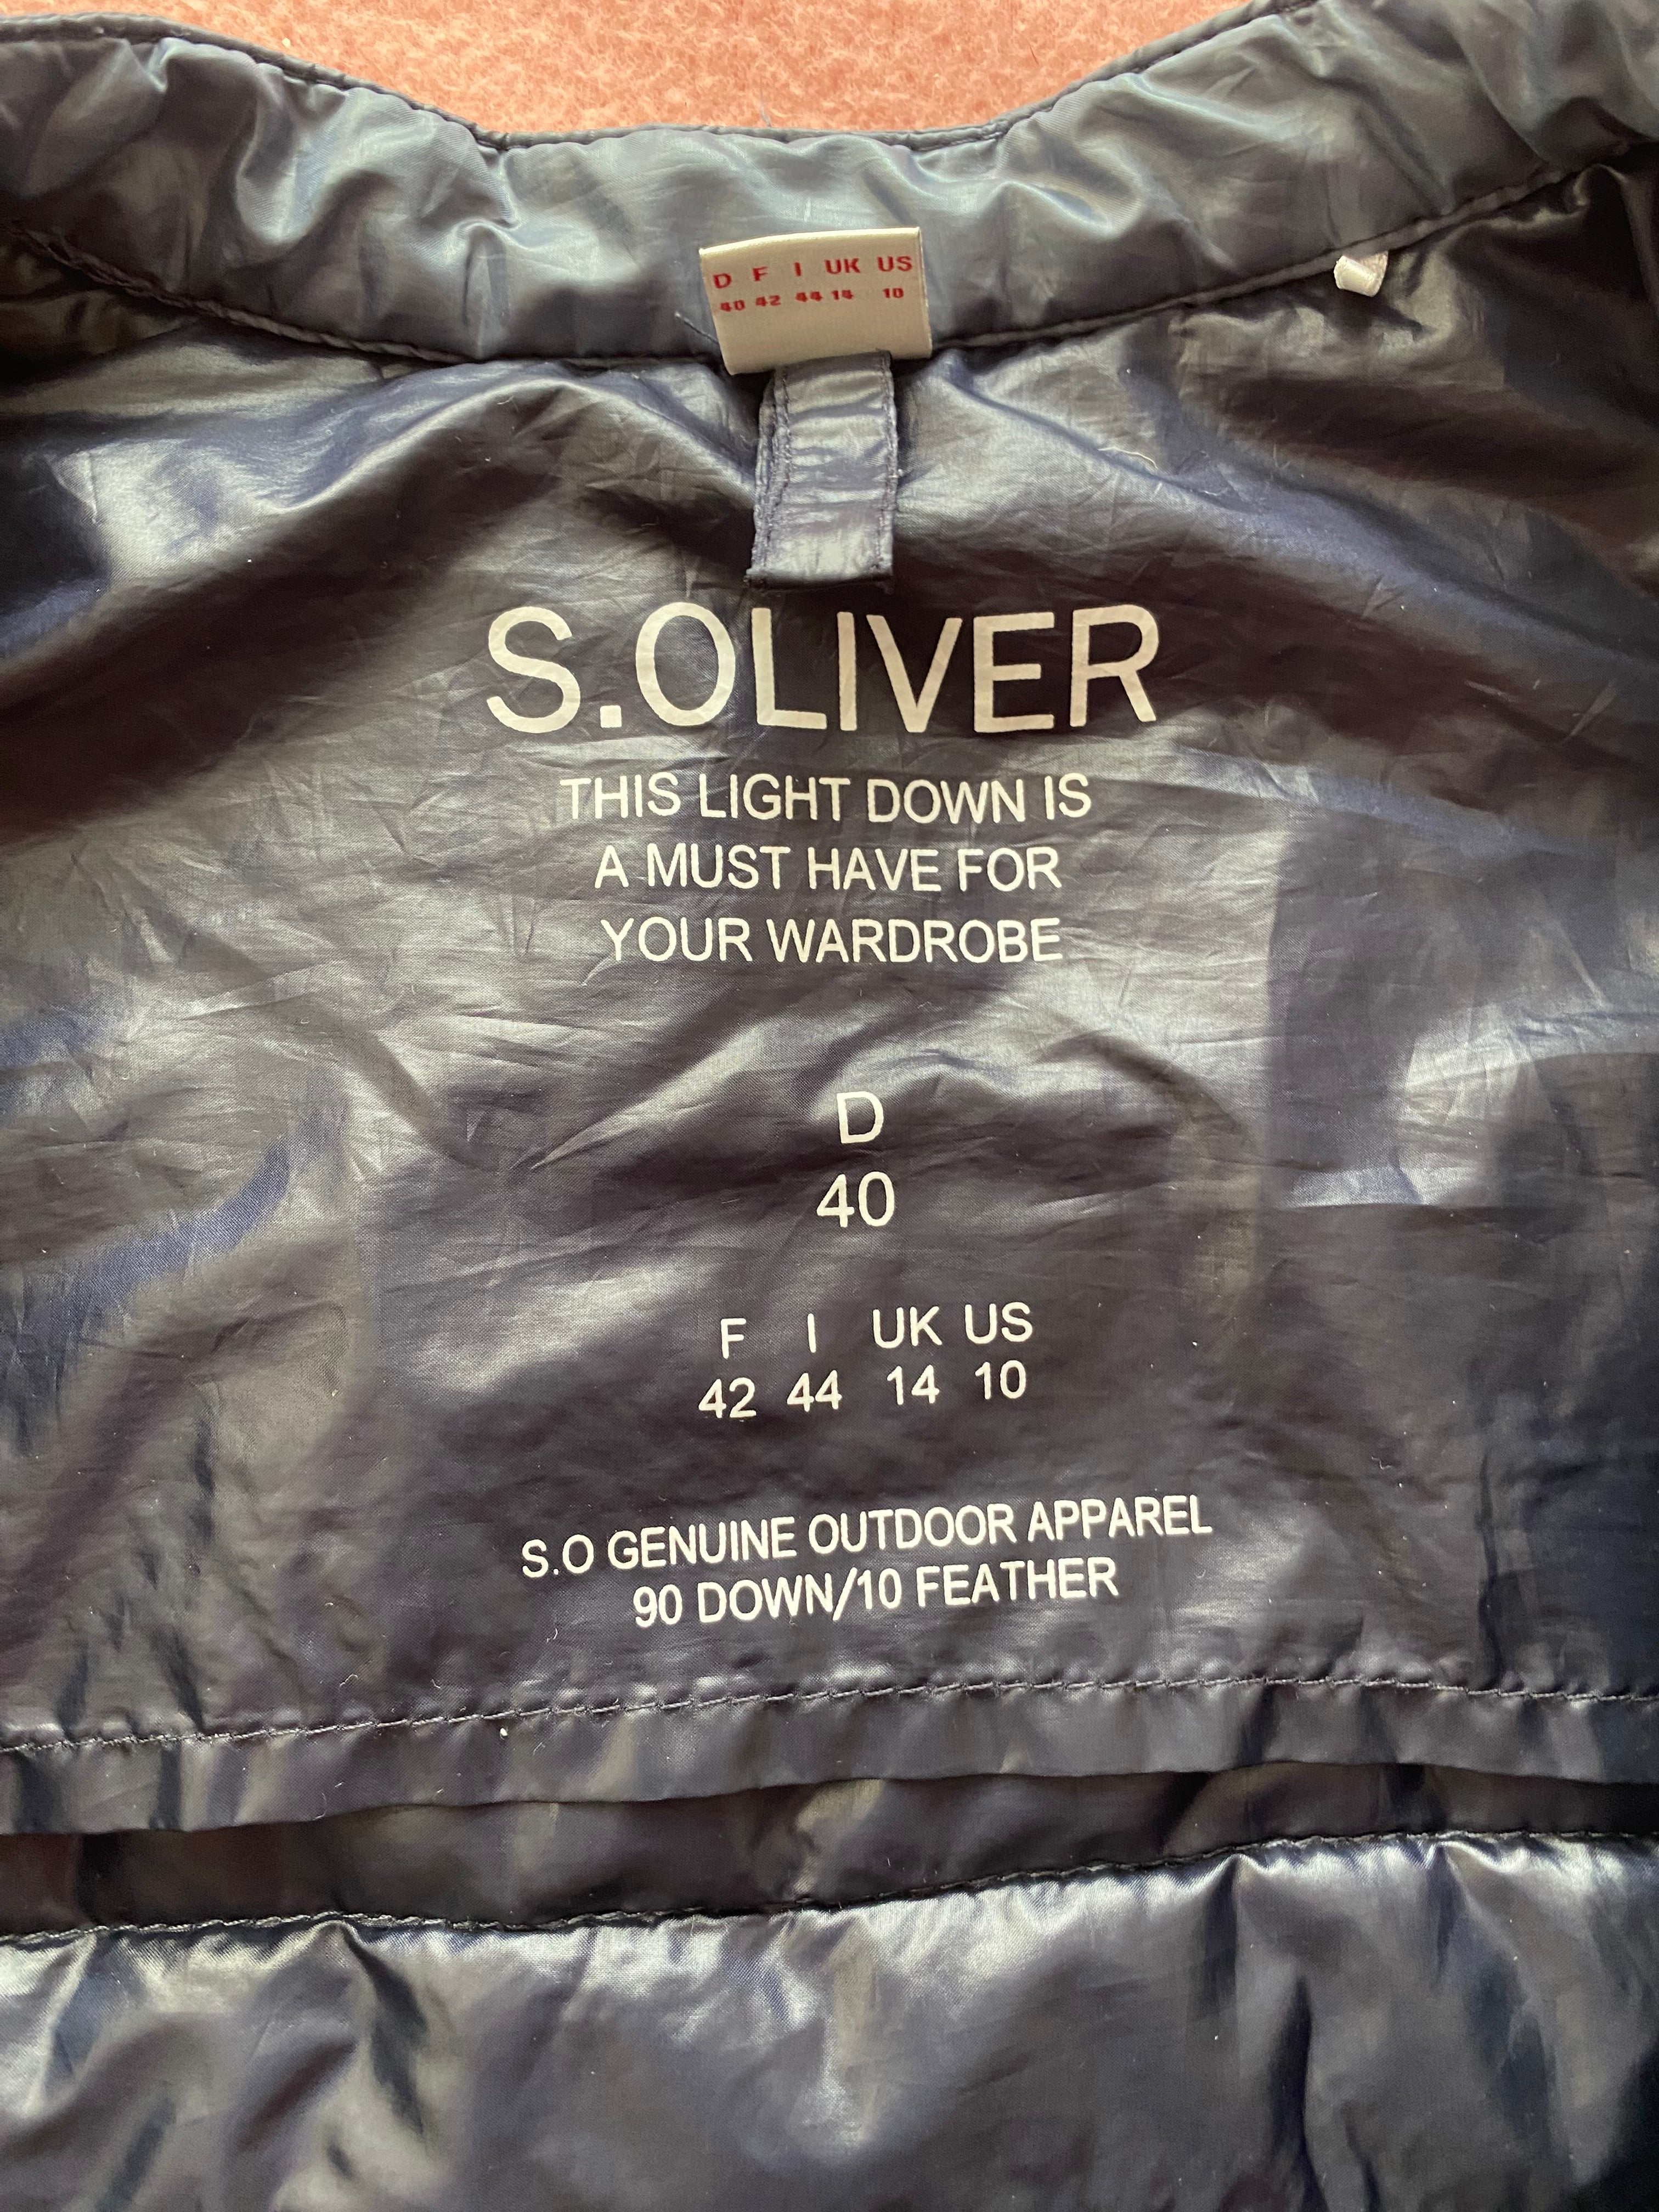 D F I UK US
40 42 44 14 10
S.OLIVER
THIS LIGHT DOWN IS
A MUST HAVE FOR
YOUR WARDROBE
D
40
F I UK US
42 44 14 10
S.O GENUINE OUTDOOR APPAREL
90 DOWN/10 FEATHER